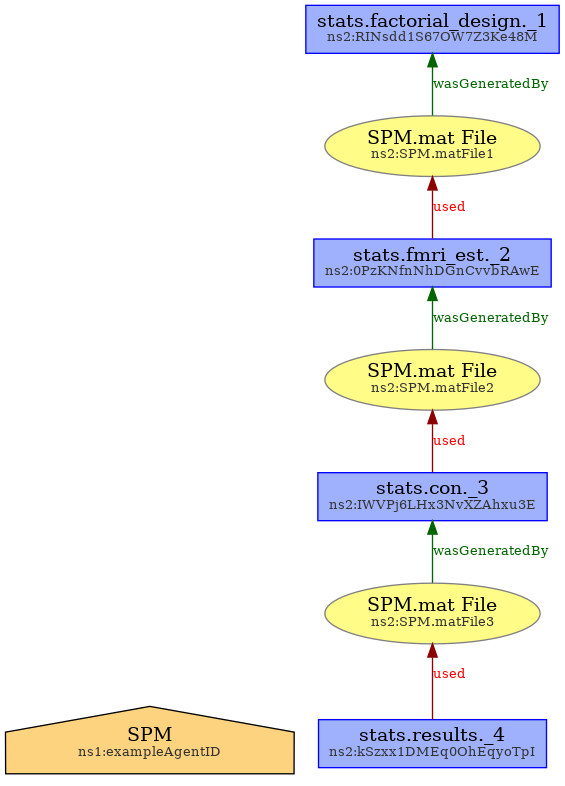 stats.factorial_design._1
ns2:RINsdd1S67OW7Z3Ke48M
wasGeneratedBy
SPM.mat File
ns2:SPM.matFile1
used
stats.fmri_est._2
ns2:0PzKNfnNhDGnCvvbRAwE
wasGeneratedBy
SPM.mat File
ns2:SPM.matFile2
used
stats.con._3
ns2:IWVPj6LHx3NvXZAhxu3E
wasGeneratedBy
SPM.mat File
ns2:SPM.matFile3
used
SPM
ns1:exampleAgentID
stats.results._4
ns2:kSzxx1DMEq0OhEqyoTpI